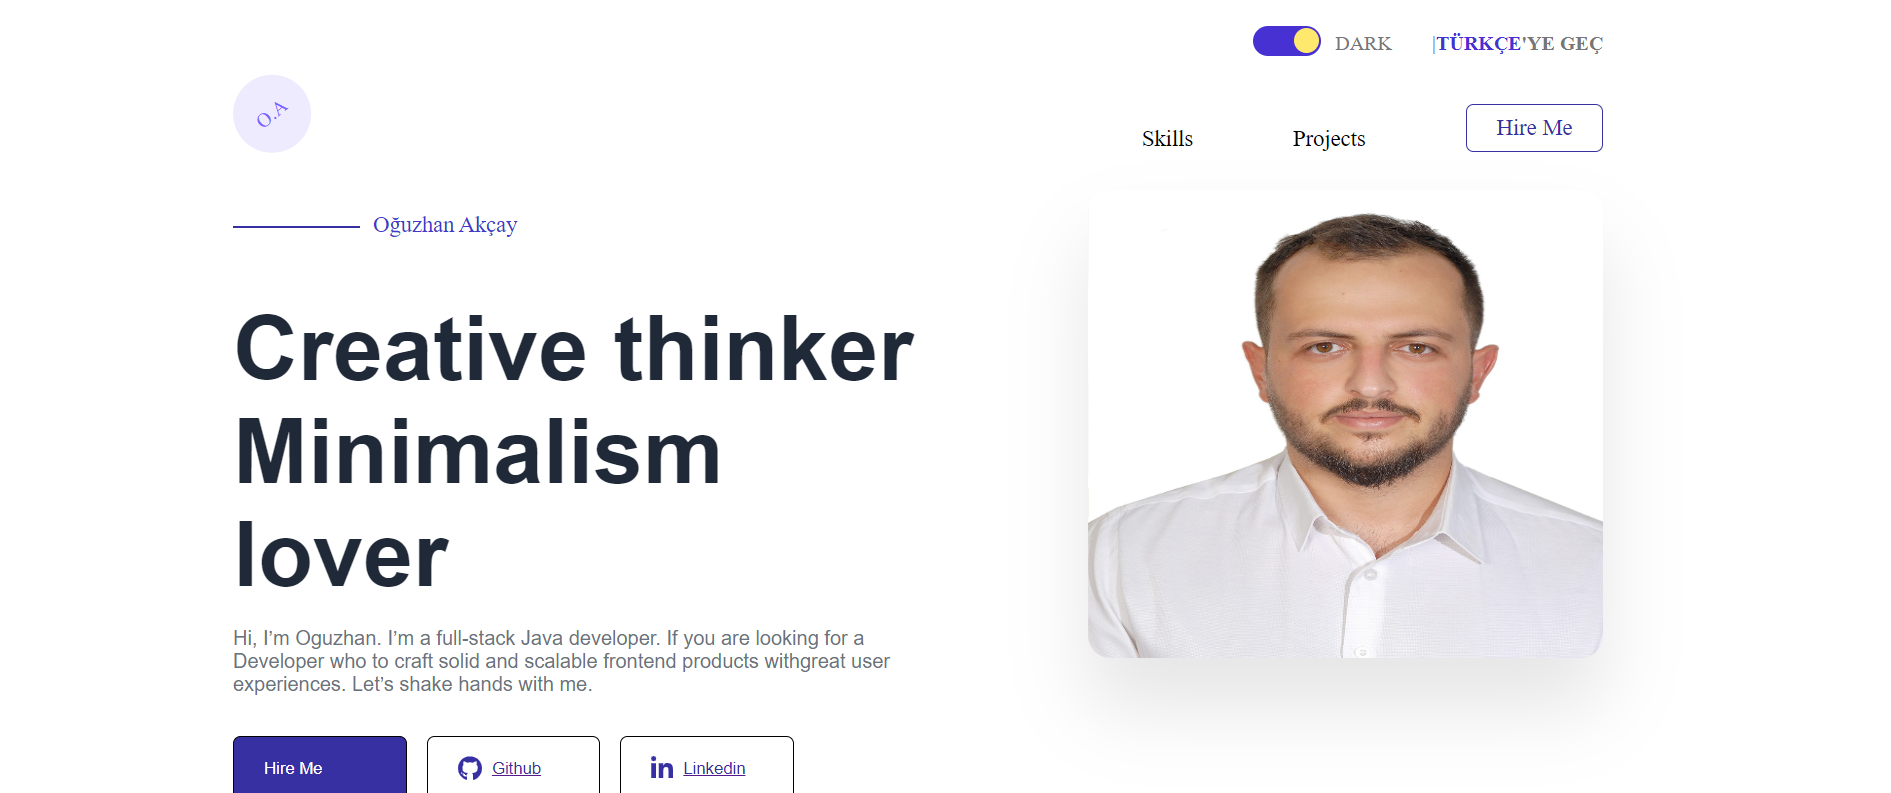 DARK |TÜRKÇE'YE GEÇ
O.A
Skills Projects Hire Me
Oğuzhan Akçay
Creative thinker
Minimalism
lover
Hi, I’m Oguzhan. I’m a full-stack Java developer. If you are looking for a
Developer who to craft solid and scalable frontend products withgreat user
experiences. Let’s shake hands with me.
Hire Me Github Linkedin